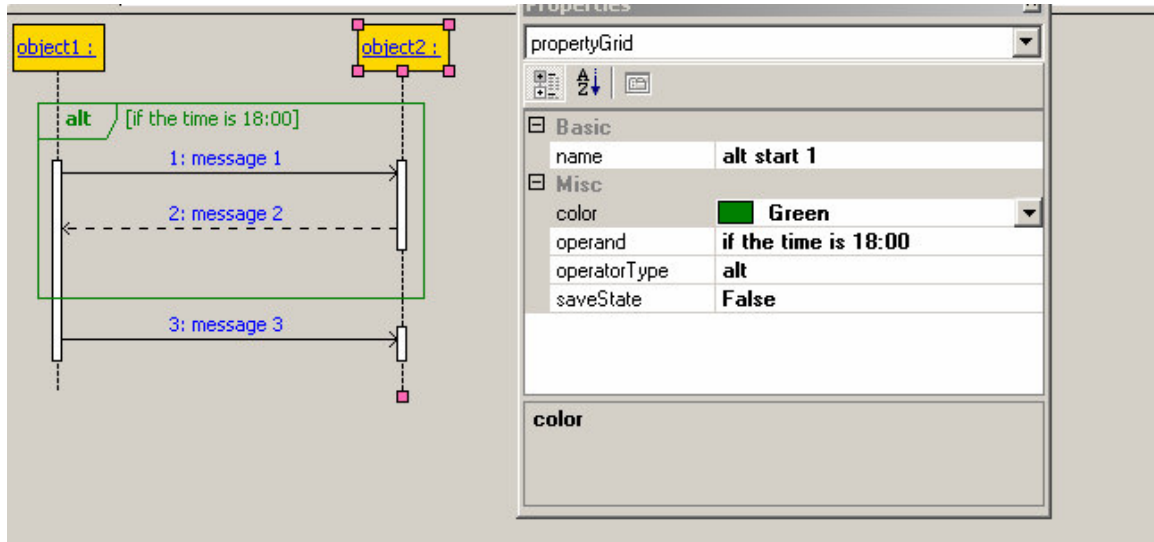 object1 :
object2 :
alt
[if the time is 18:00]
1: message 1
2: message 2
3: message 3
Properties
propertyGrid
Basic
name alt start 1
Misc
color Green
operand if the time is 18:00
operatorType alt
saveState False
color